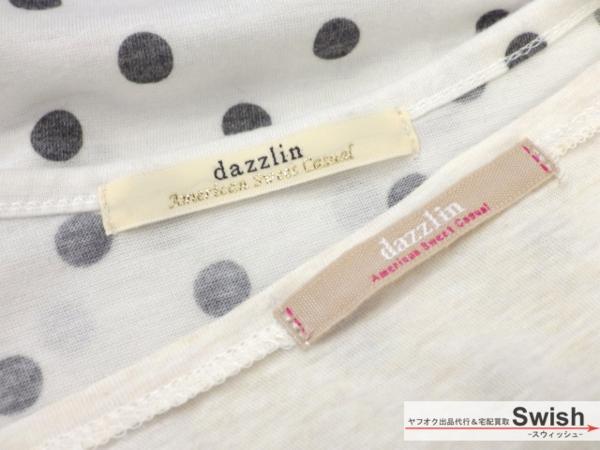 dazzlin
American Sweet Casual
dazzlin
American Sweet Casual
ヤフオク出品代行&宅配買取 Swish
-スウィッシュ-